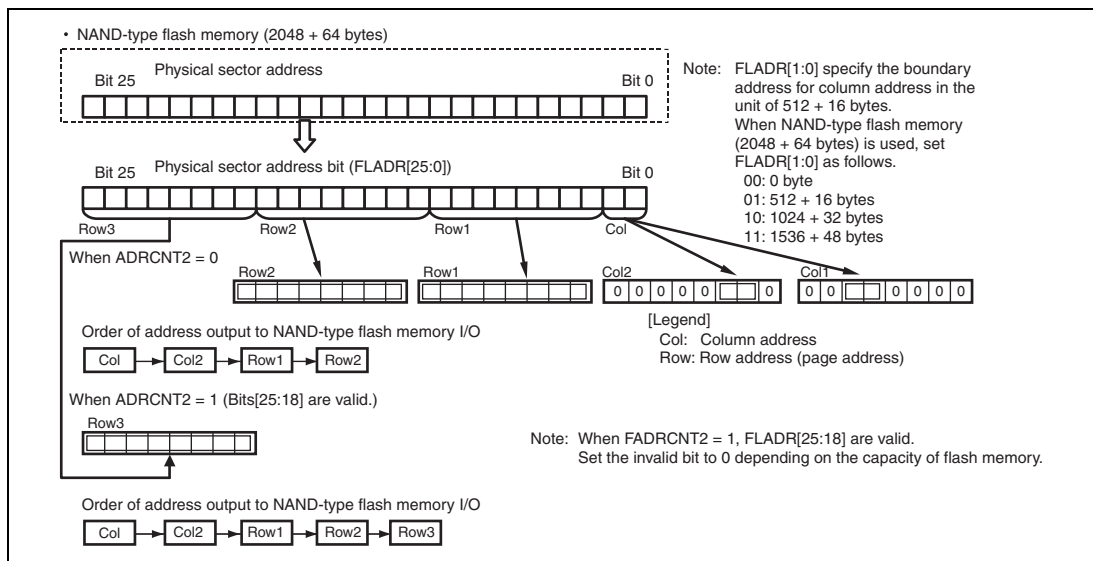 • NAND-type flash memory (2048 + 64 bytes)
Physical sector address
Bit 25
Bit 0
Note: FLADR[1:0] specify the boundary
address for column address in the
unit of 512 + 16 bytes.
When NAND-type flash memory
(2048 + 64 bytes) is used, set
FLADR[1:0] as follows.
00: 0 byte
01: 512 + 16 bytes
10: 1024 + 32 bytes
11: 1536 + 48 bytes
Physical sector address bit (FLADR[25:0])
Bit 25
Bit 0
Row3
Row2
Row1
Col
When ADRCNT2 = 0
Row2
Row1
Col2
0 0 0 0 0 0
Col1
0 0 0 0 0 0
[Legend]
Col: Column address
Row: Row address (page address)
Order of address output to NAND-type flash memory I/O
Col Col2 Row1 Row2
When ADRCNT2 = 1 (Bits[25:18] are valid.)
Row3
Note: When FADRCNT2 = 1, FLADR[25:18] are valid.
Set the invalid bit to 0 depending on the capacity of flash memory.
Order of address output to NAND-type flash memory I/O
Col Col2 Row1 Row2 Row3